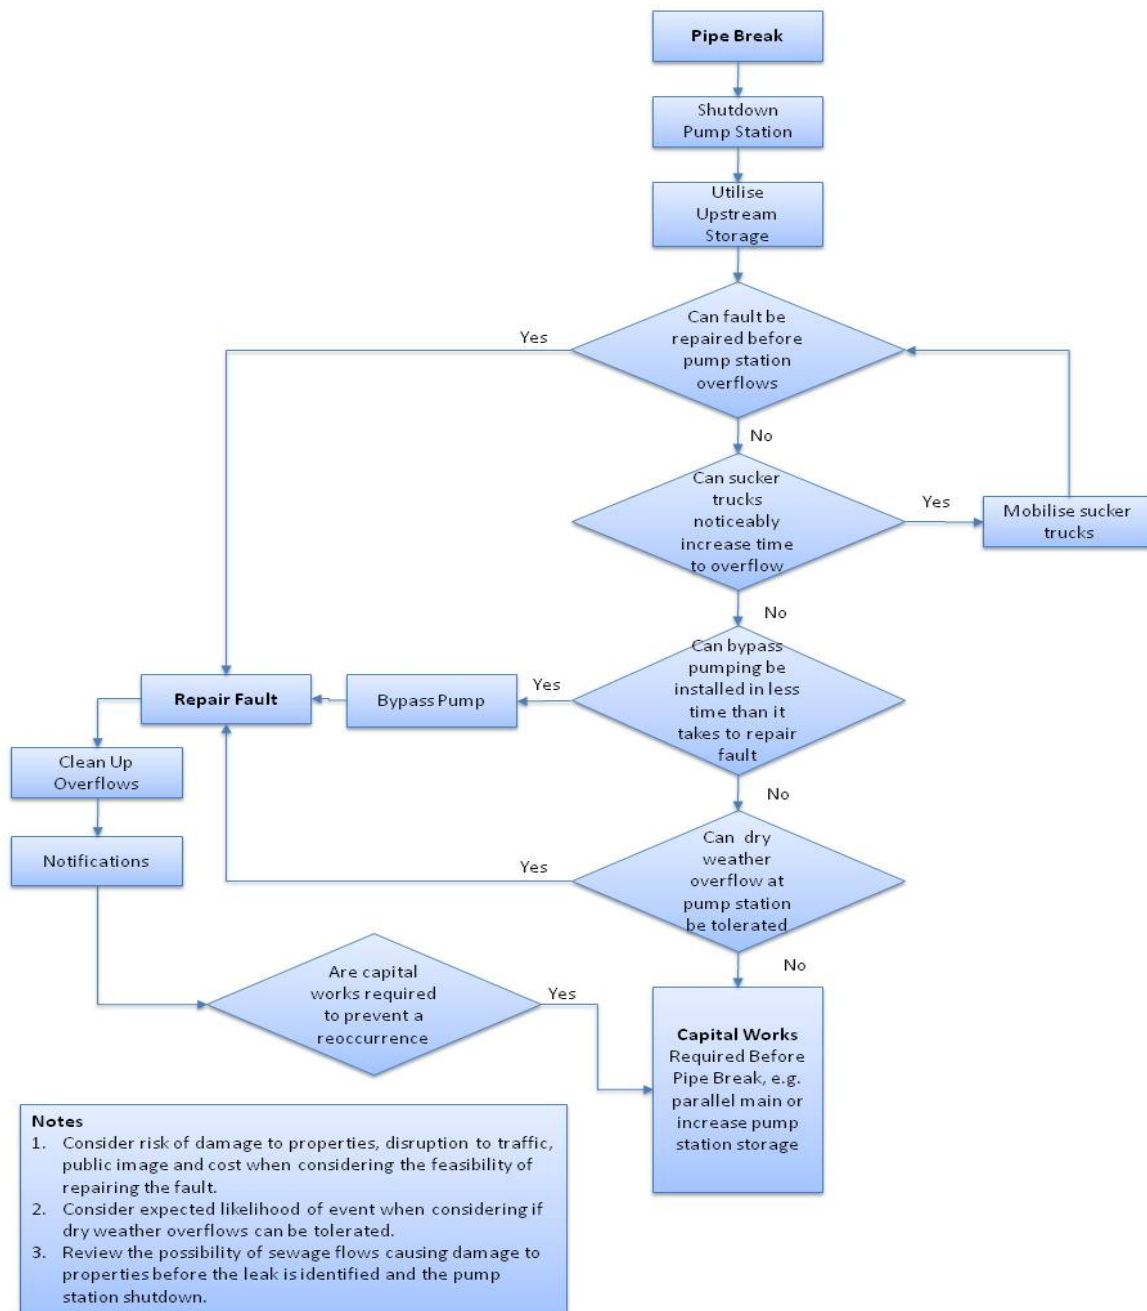 Pipe Break
Shutdown
Pump Station
Utilise
Upstream
Storage
Can fault be
repaired before
pump station
overflows
Yes
No
Can sucker
trucks
noticeably
increase time
to overflow
Yes
Mobilise sucker
trucks
No
Can bypass
pumping be
installed in less
time than it
takes to repair
fault
Yes
Bypass Pump
Repair Fault
Clean Up
Overflows
No
Notifications
Can dry
weather
overflow at
pump station
be tolerated
Yes
No
Are capital
works required
to prevent a
reoccurrence
Yes
Capital Works
Required Before
Pipe Break, e.g.
parallel main or
increase pump
station storage
Notes
1. Consider risk of damage to properties, disruption to traffic,
public image and cost when considering the feasibility of
repairing the fault.
2. Consider expected likelihood of event when considering if
dry weather overflows can be tolerated.
3. Review the possibility of sewage flows causing damage to
properties before the leak is identified and the pump
station shutdown.